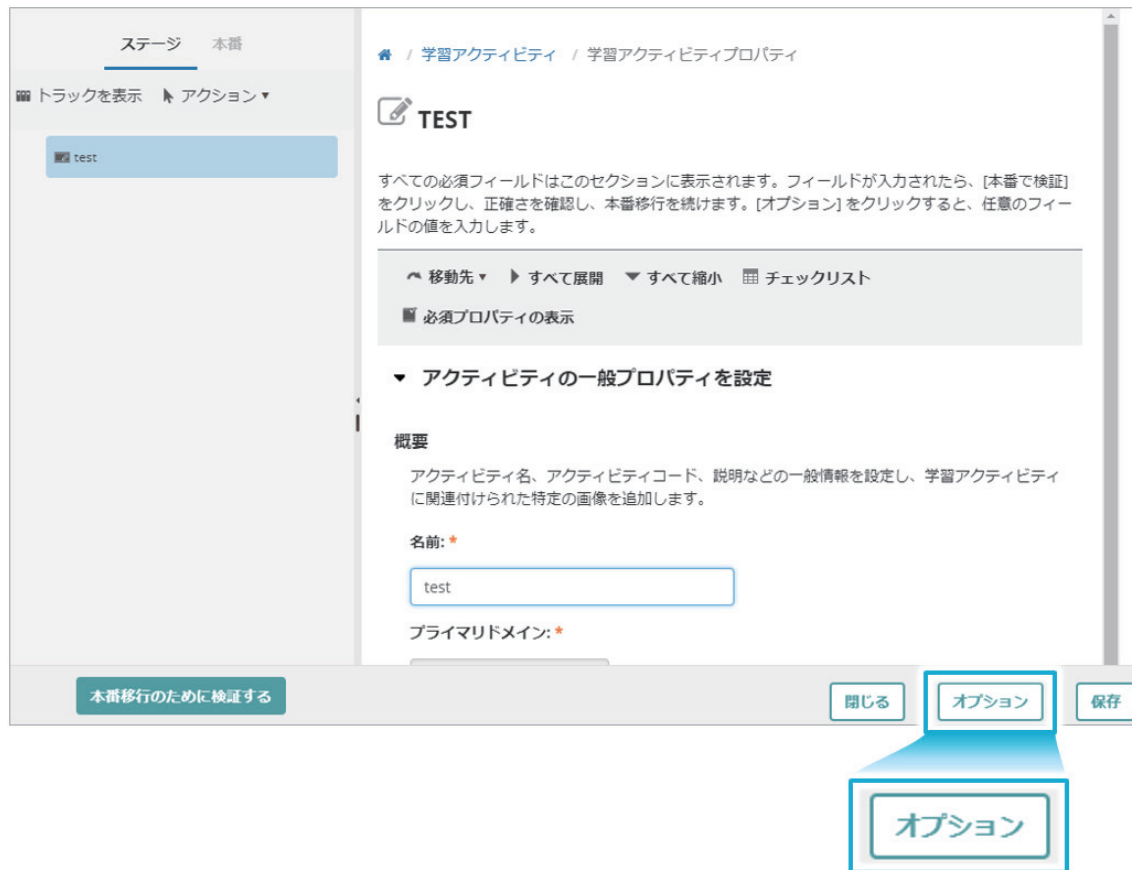 ステージ 本番
トラックを表示 アクション
test
/ 学習アクティビティ / 学習アクティビティプロパティ
TEST
すべての必須フィールドはこのセクションに表示されます。フィールドが入力されたら、[本番で検証]
をクリックし、正確さを確認し、本番移行を続けます。[オプション] をクリックすると、任意のフィー
ルドの値を入力します。
移動先 すべて展開 すべて縮小 チェックリスト
必須プロパティの表示
アクティビティの一般プロパティを設定
概要
アクティビティ名、アクティビティコード、説明などの一般情報を設定し、学習アクティビティ
に関連付けられた特定の画像を追加します。
名前: *
test
プライマリドメイン: *
本番移行のために検証する
閉じる オプション 保存
オプション